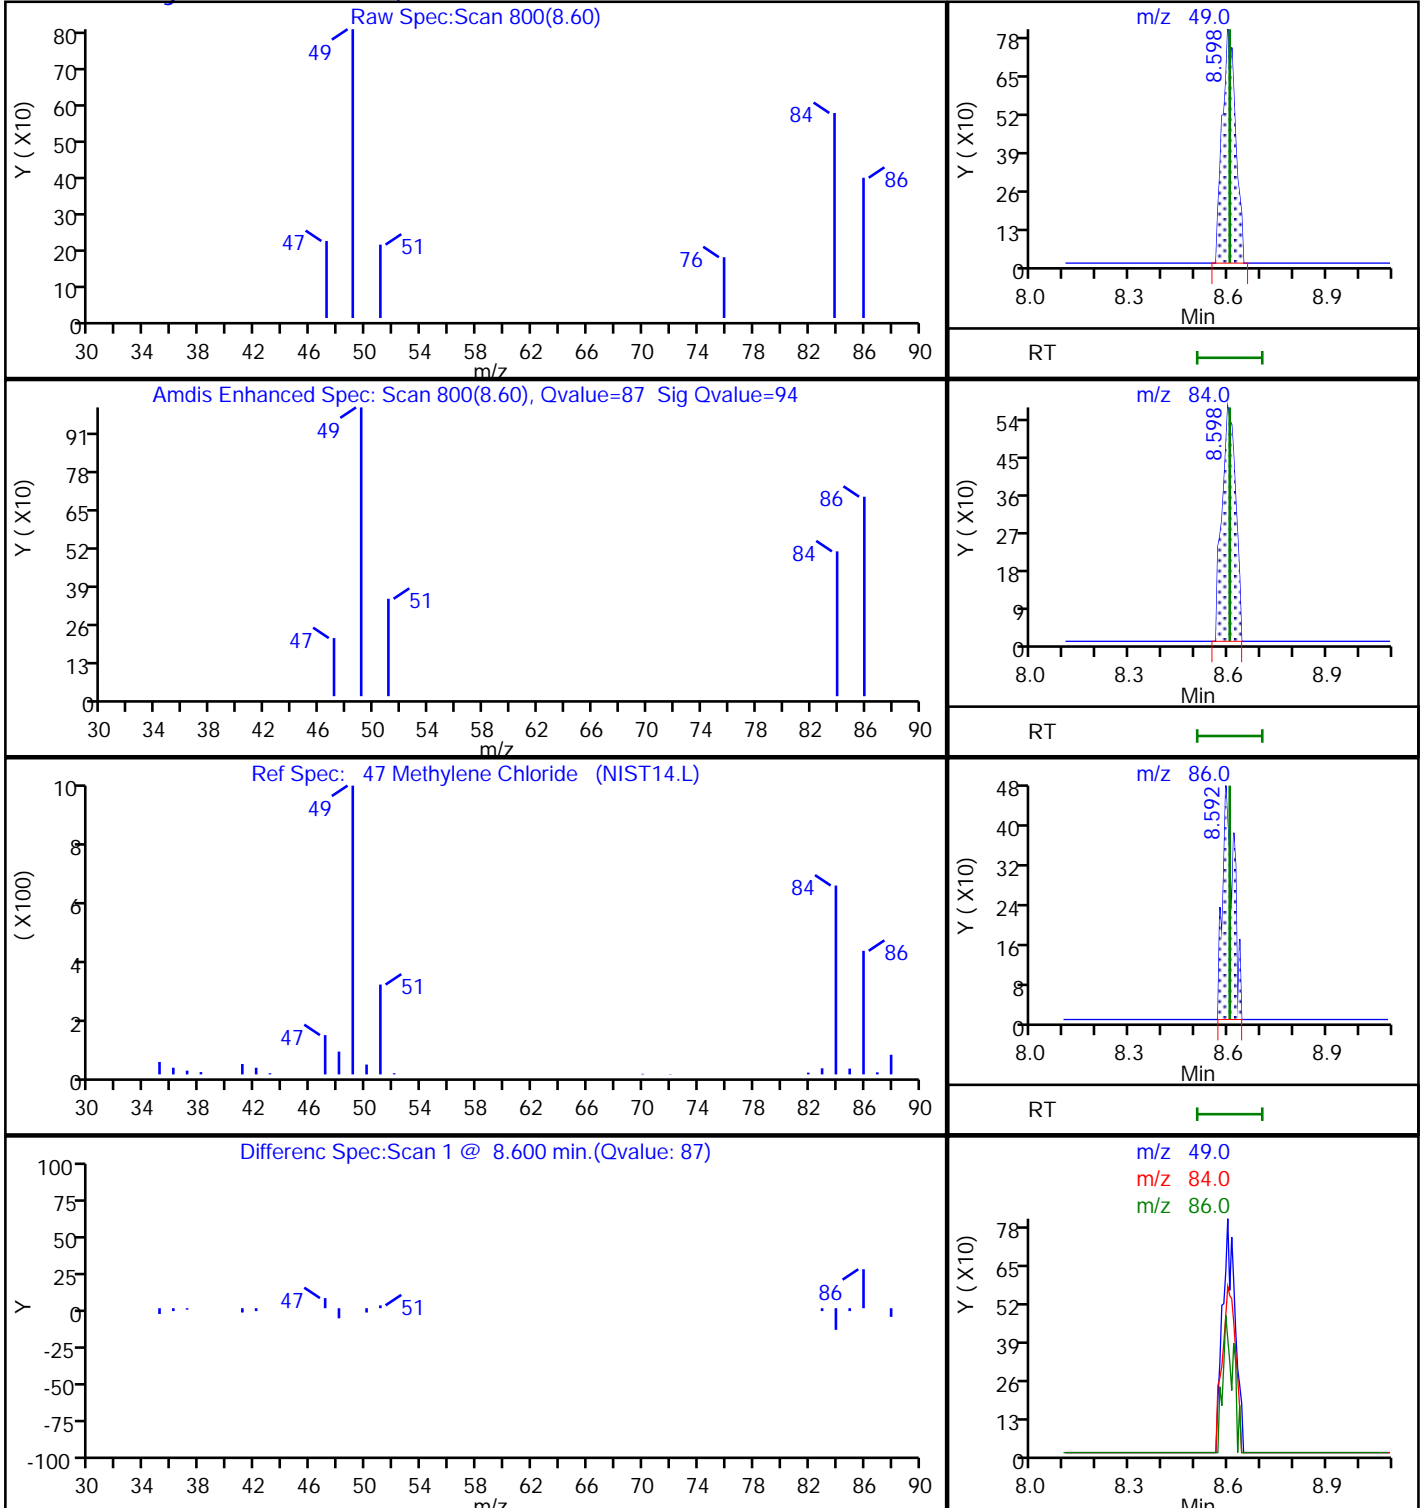 Raw Spec:Scan 800(8.60)
Y ( X10)
80
70
60
50
40
30
20
10
0
49
84
86
47
51
76
30 34 38 42 46 50 54 58 62 66 70 74 78 82 86 90
m/z
m/z 49.0
Y ( X10)
78
65
52
39
26
13
0
8.598
8.0 8.3 8.6 8.9
Min
RT
Amdis Enhanced Spec: Scan 800(8.60), Qvalue=87 Sig Qvalue=94
Y ( X10)
91
78
65
52
39
26
13
0
49
86
84
51
47
30 34 38 42 46 50 54 58 62 66 70 74 78 82 86 90
m/z
m/z 84.0
Y ( X10)
54
45
36
27
18
9
0
8.598
8.0 8.3 8.6 8.9
Min
RT
Ref Spec: 47 Methylene Chloride (NIST14.L)
( X100)
10
8
6
4
2
0
49
84
86
51
47
30 34 38 42 46 50 54 58 62 66 70 74 78 82 86 90
m/z 86.0
Y ( X10)
48
40
32
24
16
8
0
8.592
8.0 8.3 8.6 8.9
Min
RT
Differenc Spec:Scan 1 @ 8.600 min.(Qvalue: 87)
Y
100
75
50
25
0
-25
-50
-75
-100
47
51
86
30 34 38 42 46 50 54 58 62 66 70 74 78 82 86 90
m/z
m/z 49.0
m/z 84.0
m/z 86.0
Y ( X10)
78
65
52
39
26
13
0
8.0 8.3 8.6 8.9
Min